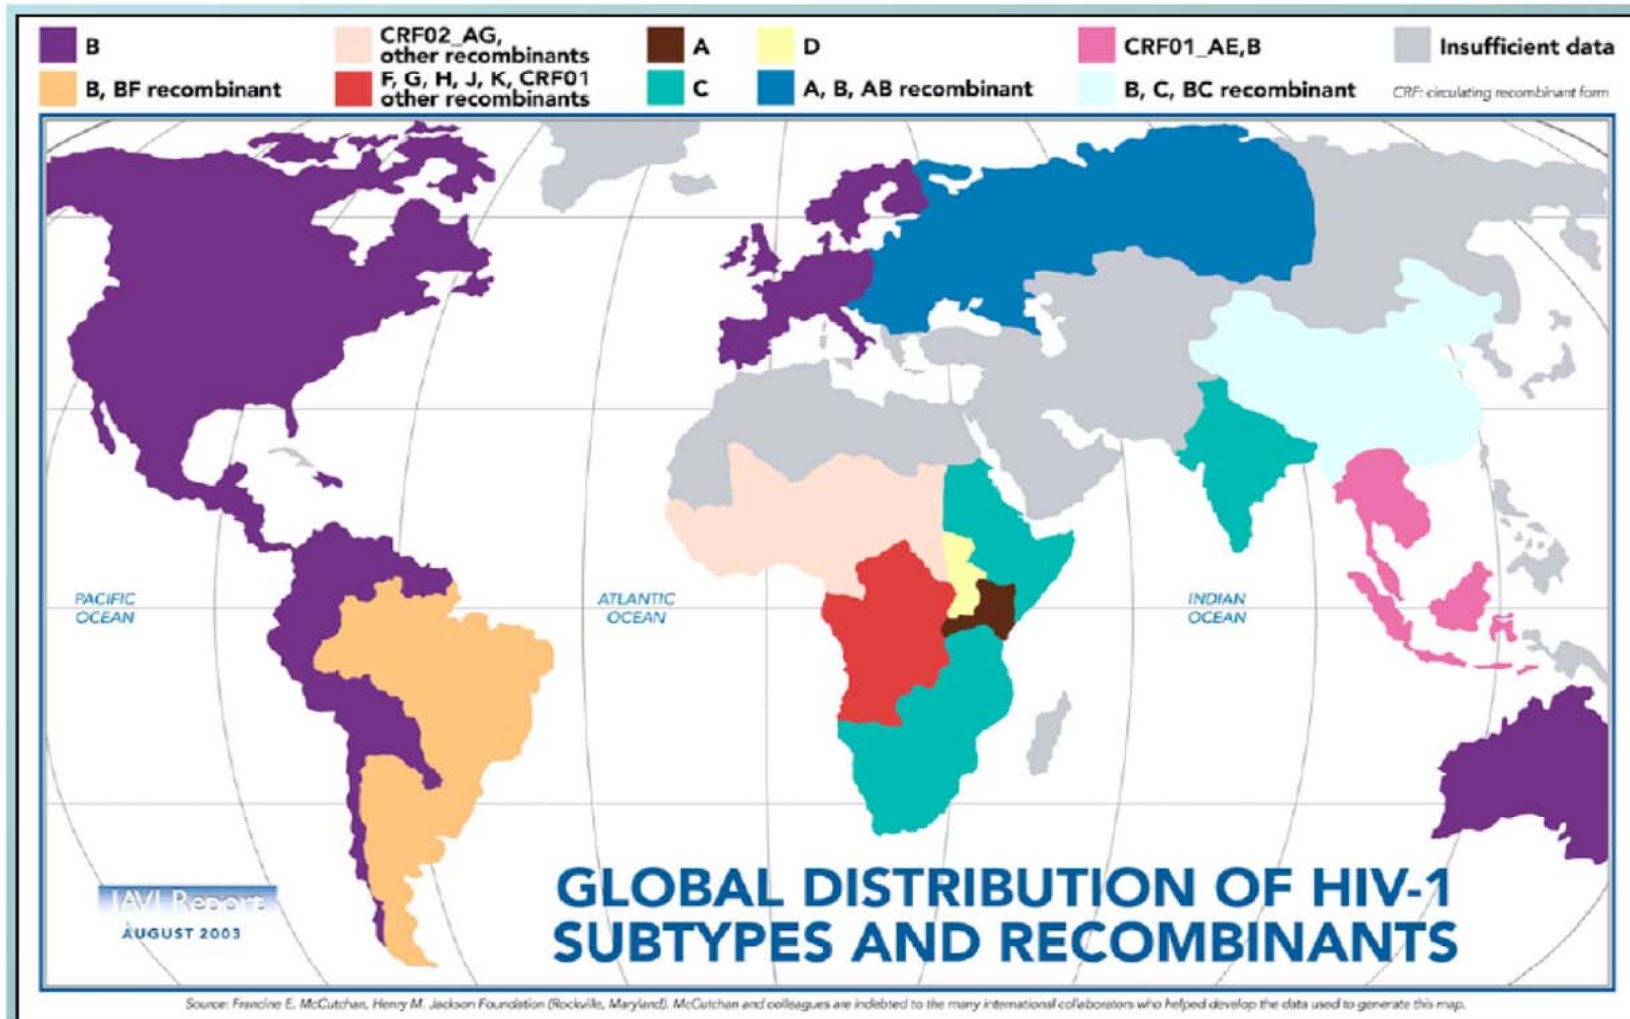 B
CRF02_AG,
other recombinants
A
D
CRF01_AE,B
Insufficient data
B, BF recombinant
F, G, H, J, K, CRF01
other recombinants
C
A, B, AB recombinant
B, C, BC recombinant
CRF: circulating recombinant form
PACIFIC
OCEAN
ATLANTIC
OCEAN
INDIAN
OCEAN
IAVI Report
AUGUST 2003
GLOBAL DISTRIBUTION OF HIV-1
SUBTYPES AND RECOMBINANTS
Source: Francine E. McCutchan, Henry M. Jackson Foundation (Rockville, Maryland). McCutchan and colleagues are indebted to the many international collaborators who helped develop the data used to generate this map.